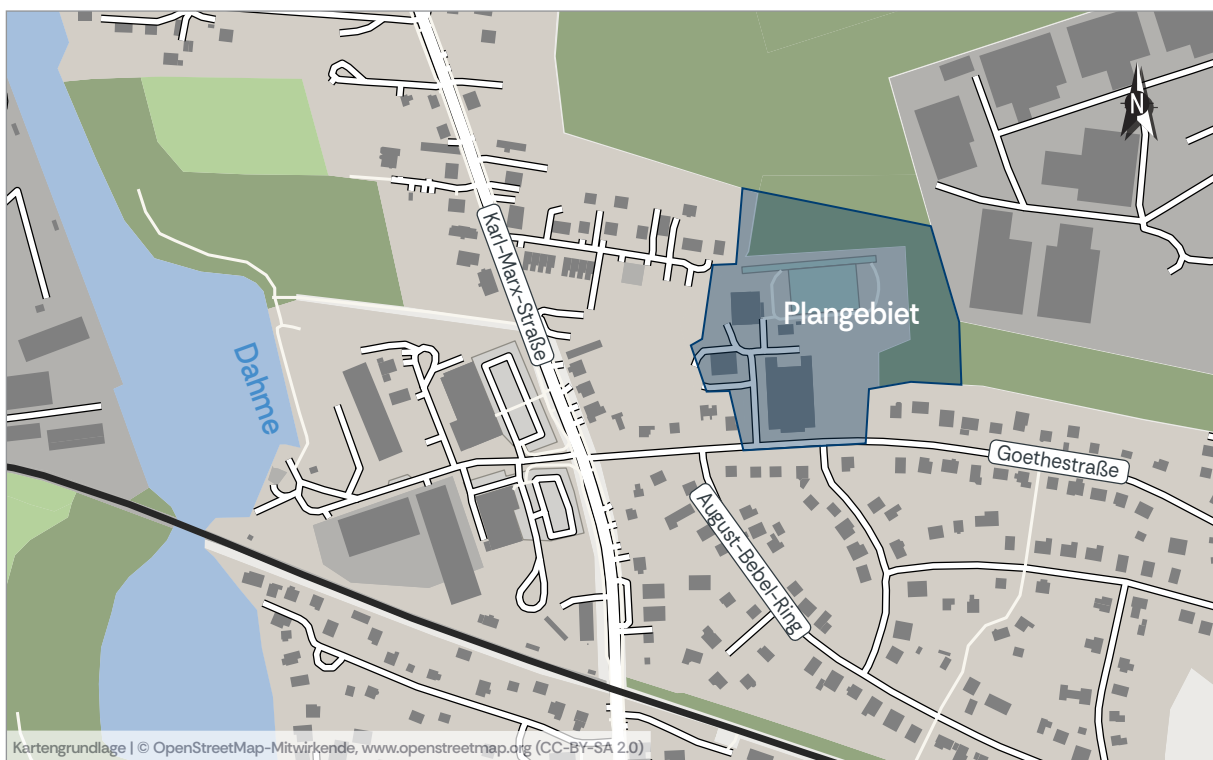 N
Karl-Marx-Straße
Plangebiet
Dahme
Goethestraße
August-Bebel-Ring
Kartengrundlage | © OpenStreetMap-Mitwirkende, www.openstreetmap.org (CC-BY-SA 2.0)